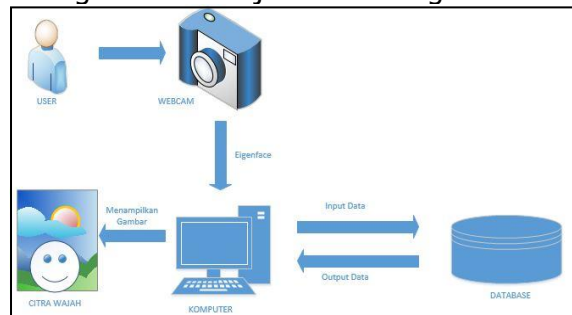 USER
WEBCAM
Eigenface
Menampilkan
Gambar
Input Data
Output Data
CITRA WAJAH
KOMPUTER
DATABASE